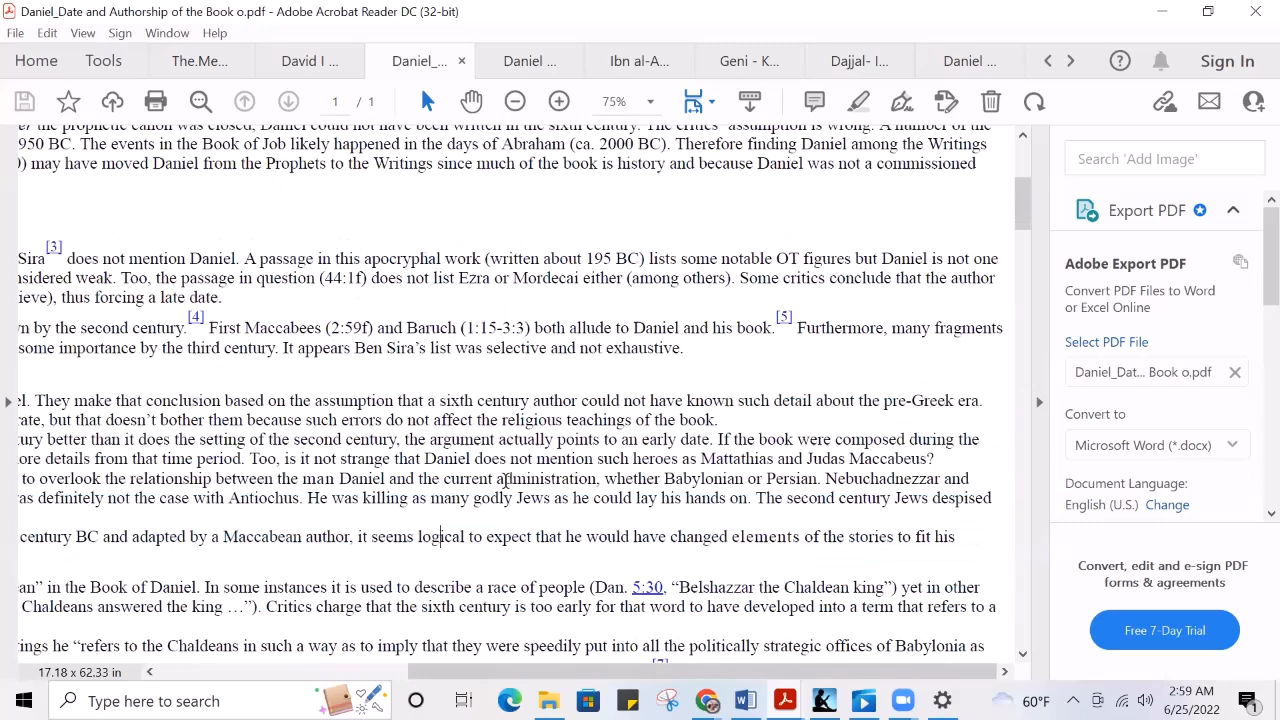 Daniel_Date and Authorship of the Book o.pdf - Adobe Acrobat Reader DC (32-bit)
File Edit View Sign Window Help
Home Tools The.Me... David I ... Daniel_... × Daniel ... Ibn al-A... Geni - K... Dajjal- I... Daniel ... Sign In
1 / 1 75%
the prophetic canon was closed, Daniel could not have been written in the sixth century. The critics' assumption is wrong. A number of the
950 BC. The events in the Book of Job likely happened in the days of Abraham (ca. 2000 BC). Therefore finding Daniel among the Writings
) may have moved Daniel from the Prophets to the Writings since much of the book is history and because Daniel was not a commissioned
Sira[3] does not mention Daniel. A passage in this apocryphal work (written about 195 BC) lists some notable OT figures but Daniel is not one
nsidered weak. Too, the passage in question (44:1f) does not list Ezra or Mordecai either (among others). Some critics conclude that the author
ieve), thus forcing a late date.
n by the second century.[4] First Maccabees (2:59f) and Baruch (1:15-3:3) both allude to Daniel and his book.[5] Furthermore, many fragments
some importance by the third century. It appears Ben Sira's list was selective and not exhaustive.
el. They make that conclusion based on the assumption that a sixth century author could not have known such detail about the pre-Greek era.
rate, but that doesn't bother them because such errors do not affect the religious teachings of the book.
ury better than it does the setting of the second century, the argument actually points to an early date. If the book were composed during the
ore details from that time period. Too, is it not strange that Daniel does not mention such heroes as Mattathias and Judas Maccabeus?
to overlook the relationship between the man Daniel and the current administration, whether Babylonian or Persian. Nebuchadnezzar and
as definitely not the case with Antiochus. He was killing as many godly Jews as he could lay his hands on. The second century Jews despised
century BC and adapted by a Maccabean author, it seems logical to expect that he would have changed elements of the stories to fit his
an" in the Book of Daniel. In some instances it is used to describe a race of people (Dan. 5:30, "Belshazzar the Chaldean king") yet in other
Chaldeans answered the king …"). Critics charge that the sixth century is too early for that word to have developed into a term that refers to a
ings he "refers to the Chaldeans in such a way as to imply that they were speedily put into all the politically strategic offices of Babylonia as
[7]
17.18 x 62.33 in
Search 'Add Image'
Export PDF
Adobe Export PDF
Convert PDF Files to Word
or Excel Online
Select PDF File
Daniel_Dat... Book o.pdf
Convert to
Microsoft Word (*.docx)
Document Language:
English (U.S.) Change
Convert, edit and e-sign PDF
forms & agreements
Free 7-Day Trial
Type here to search
60°F
2:59 AM
6/25/2022
1